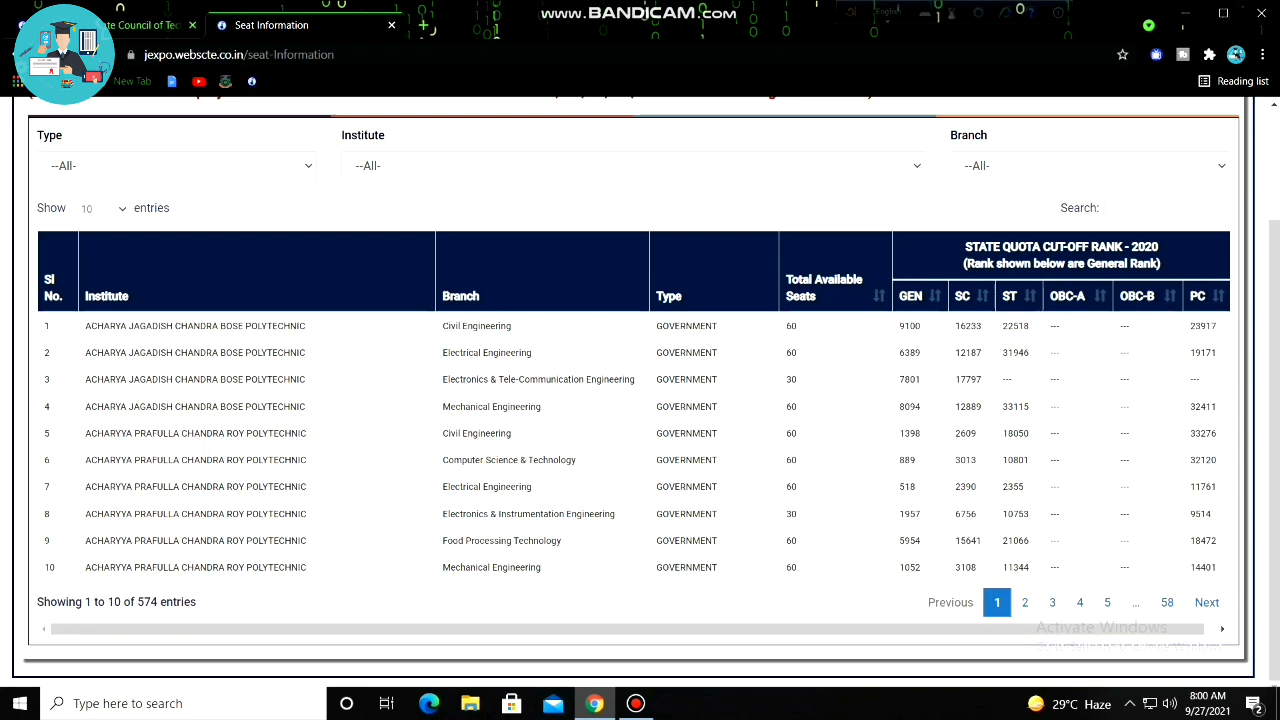 www.BANDICAM.com
English
te Council of Tec
Seat Information
jexpo.webscte.co.in/seat-Information
New Tab
Reading list
Type Institute Branch
--All- --All- --All-
Show 10 entries Search:
STATE QUOTA CUT-OFF RANK - 2020
(Rank shown below are General Rank)
Sl No. Institute Branch Type Total Available Seats GEN SC ST OBC-A OBC-B PC
1 ACHARYA JAGADISH CHANDRA BOSE POLYTECHNIC Civil Engineering GOVERNMENT 60 9100 16233 22518 --- --- 23917
2 ACHARYA JAGADISH CHANDRA BOSE POLYTECHNIC Electrical Engineering GOVERNMENT 60 6389 12187 31946 --- --- 19171
3 ACHARYA JAGADISH CHANDRA BOSE POLYTECHNIC Electronics & Tele-Communication Engineering GOVERNMENT 30 7801 17797 --- --- --- ---
4 ACHARYA JAGADISH CHANDRA BOSE POLYTECHNIC Mechanical Engineering GOVERNMENT 60 8094 12889 33115 --- --- 32411
5 ACHARYYA PRAFULLA CHANDRA ROY POLYTECHNIC Civil Engineering GOVERNMENT 60 1398 2609 18050 --- --- 33276
6 ACHARYYA PRAFULLA CHANDRA ROY POLYTECHNIC Computer Science & Technology GOVERNMENT 60 889 3013 10801 --- --- 32120
7 ACHARYYA PRAFULLA CHANDRA ROY POLYTECHNIC Electrical Engineering GOVERNMENT 60 518 2390 2355 --- --- 11761
8 ACHARYYA PRAFULLA CHANDRA ROY POLYTECHNIC Electronics & Instrumentation Engineering GOVERNMENT 30 1957 6756 10753 --- --- 9514
9 ACHARYYA PRAFULLA CHANDRA ROY POLYTECHNIC Food Processing Technology GOVERNMENT 60 5954 15641 21066 --- --- 18472
10 ACHARYYA PRAFULLA CHANDRA ROY POLYTECHNIC Mechanical Engineering GOVERNMENT 60 1052 3108 11344 --- --- 14401
Showing 1 to 10 of 574 entries Previous 1 2 3 4 5 ... 58 Next
Activate Windows
Type here to search 29°C Haze 8:00 AM
9/27/2021 2